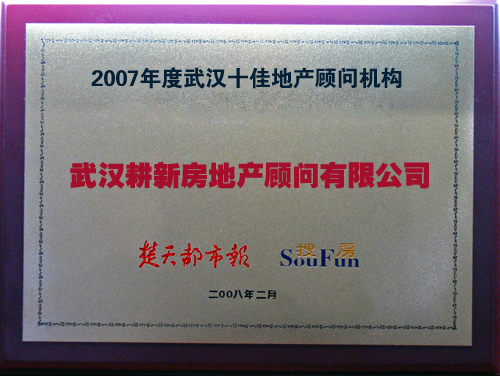 2007年度武汉十佳地产顾问机构
武汉耕新房地产顾问有限公司
楚天都市報
搜房
SouFun
二00八年二月